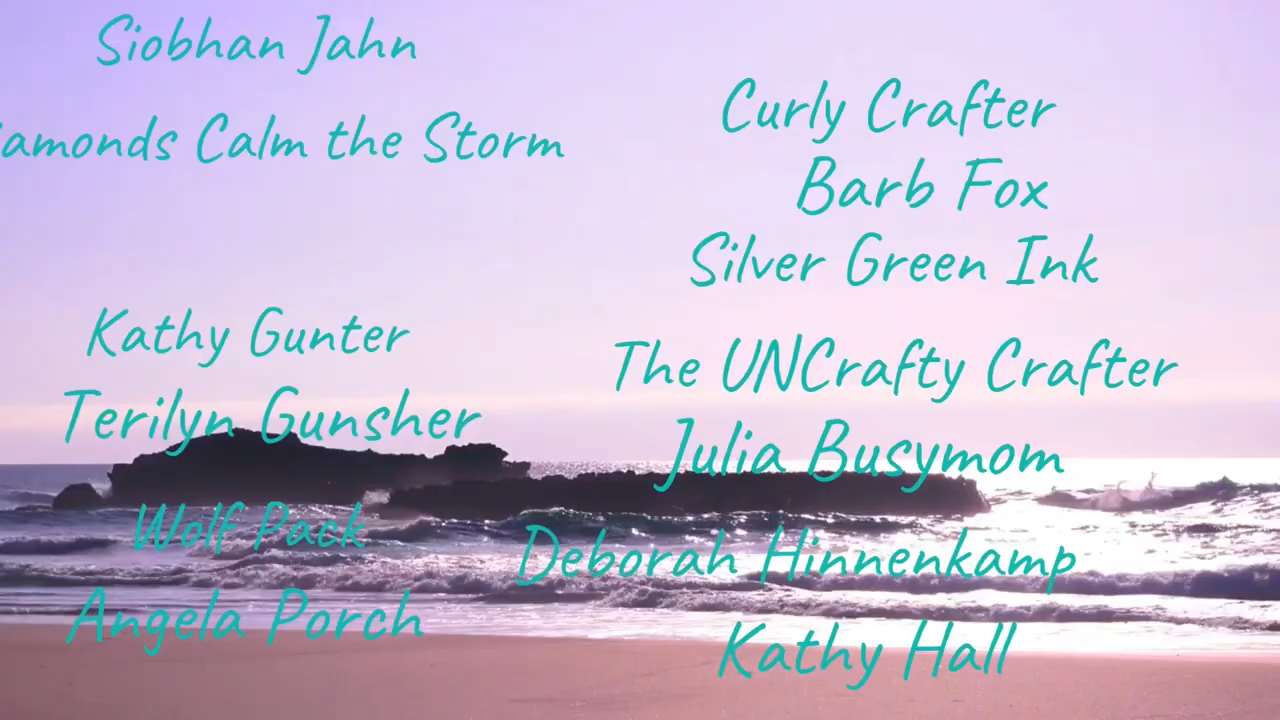 Siobhan Jahn
amonds Calm the Storm
Kathy Gunter
Terilyn Gunsher
Wolf Pack
Angela Porch
Curly Crafter
Barb Fox
Silver Green Ink
The UNCrafty Crafter
Julia Busymom
Deborah Hinnenkamp
Kathy Hall